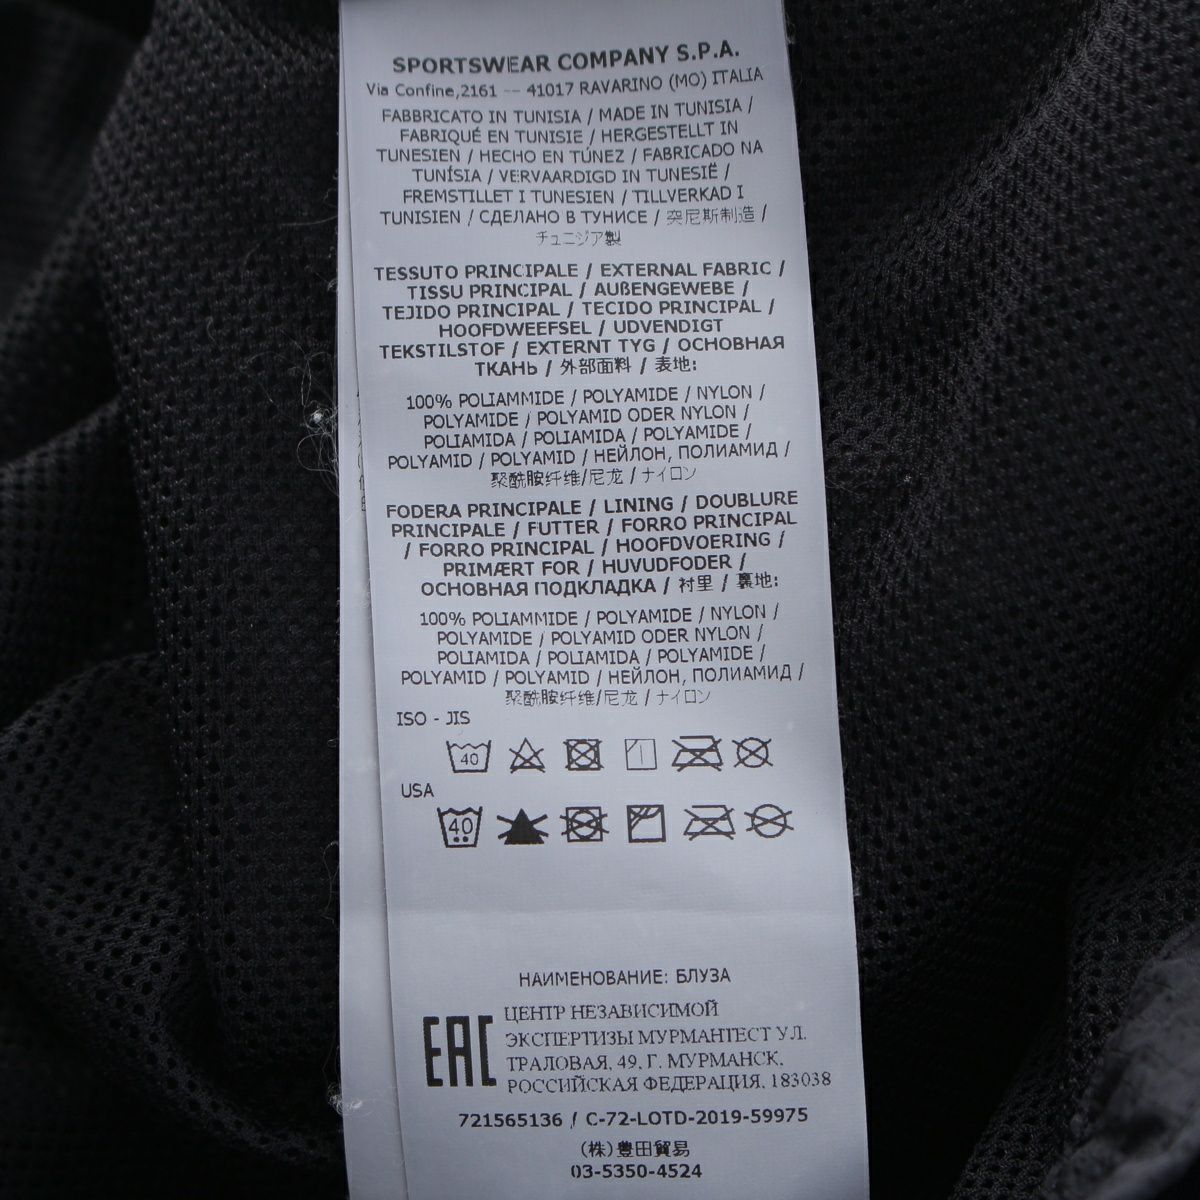 SPORTSWEAR COMPANY S.P.A.
Via Confine,2161 -- 41017 RAVARINO (MO) ITALIA
FABBRICATO IN TUNISIA / MADE IN TUNISIA /
FABRIQUÉ EN TUNISIE / HERGESTELLT IN
TUNESIEN / HECHO EN TÚNEZ / FABRICADO NA
TUNÍSIA / VERVAARDIGD IN TUNESIË /
FREMSTILLET I TUNESIEN / TILLVERKAD I
TUNISIEN / СДЕЛАНО В ТУНИСЕ / 突尼斯制造 /
チュニジア製
TESSUTO PRINCIPALE / EXTERNAL FABRIC /
TISSU PRINCIPAL / AUßENGEWEBE /
TEJIDO PRINCIPAL / TECIDO PRINCIPAL /
HOOFDWEEFSEL / UDVENDIGT
TEKSTILSTOF / EXTERNT TYG / ОСНОВНАЯ
ТКАНЬ / 外部面料 / 表地:
100% POLIAMMIDE / POLYAMIDE / NYLON /
POLYAMIDE / POLYAMID ODER NYLON /
POLIAMIDA / POLIAMIDA / POLYAMIDE /
POLYAMID / POLYAMID / НЕЙЛОН, ПОЛИАМИД /
聚酰胺纤维/尼龙 / ナイロン
FODERA PRINCIPALE / LINING / DOUBLURE
PRINCIPALE / FUTTER / FORRO PRINCIPAL
/ FORRO PRINCIPAL / HOOFDVOERING /
PRIMÆRT FOR / HUVUDFODER /
ОСНОВНАЯ ПОДКЛАДКА / 衬里 / 裏地:
100% POLIAMMIDE / POLYAMIDE / NYLON /
POLYAMIDE / POLYAMID ODER NYLON /
POLIAMIDA / POLIAMIDA / POLYAMIDE /
POLYAMID / POLYAMID / НЕЙЛОН, ПОЛИАМИД /
聚酰胺纤维/尼龙 / ナイロン
ISO - JIS
40
USA
40
НАИМЕНОВАНИЕ: БЛУЗА
EAC
ЦЕНТР НЕЗАВИСИМОЙ
ЭКСПЕРТИЗЫ МУРМАНТЕСТ УЛ.
ТРАЛОВАЯ, 49, Г. МУРМАНСК,
РОССИЙСКАЯ ФЕДЕРАЦИЯ, 183038
721565136 / C-72-LOTD-2019-59975
(株)豊田貿易
03-5350-4524